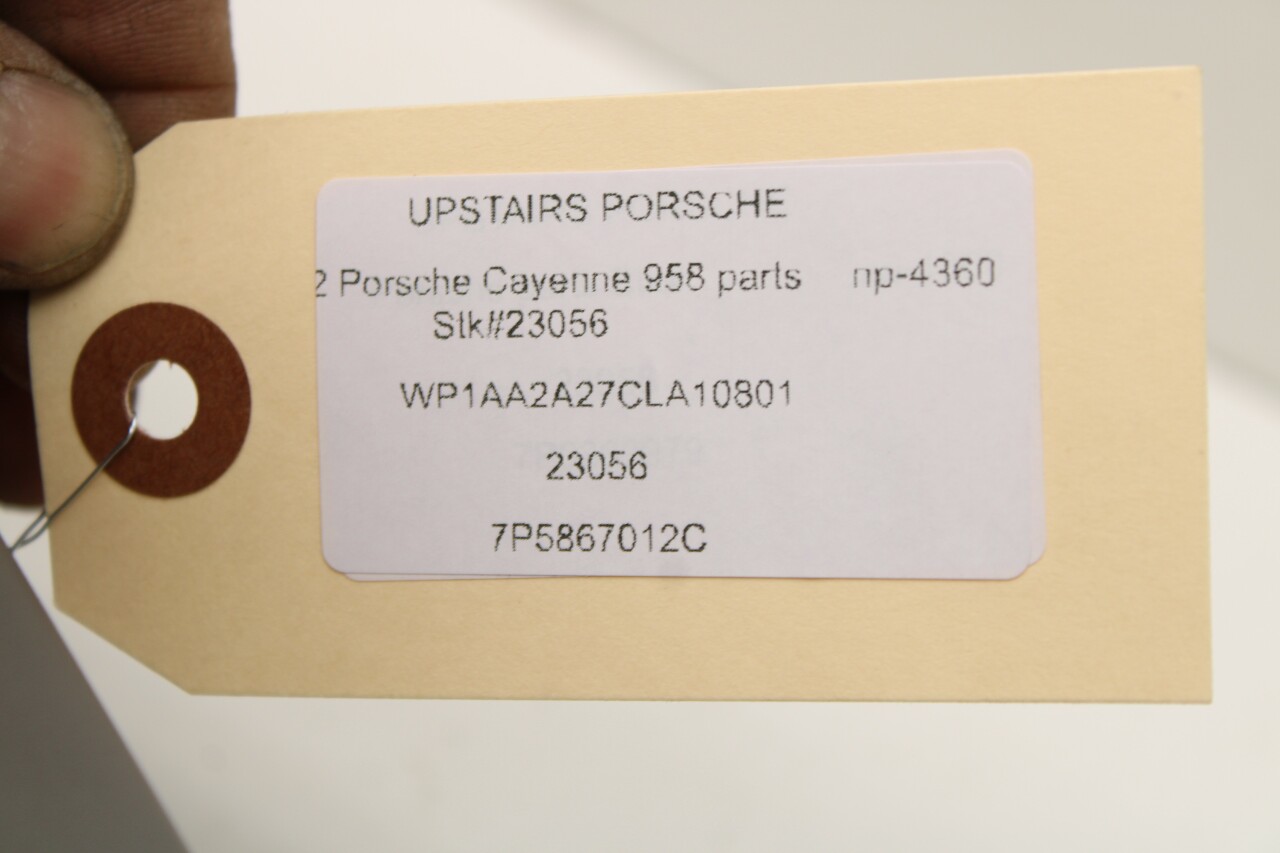 UPSTAIRS PORSCHE
2 Porsche Cayenne 958 parts np-4360
Stk#23056
WP1AA2A27CLA10801
23056
7P5867012C